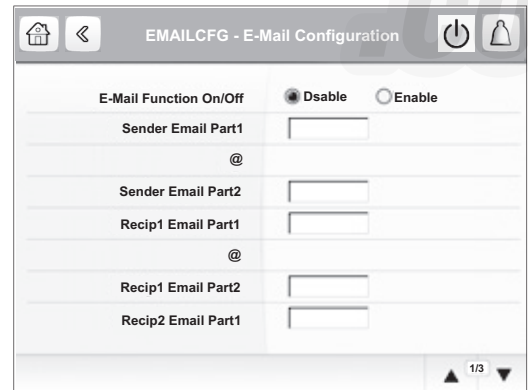 EMAILCFG - E-Mail Configuration
E-Mail Function On/Off Dsable Enable
Sender Email Part1
@
Sender Email Part2
Recip1 Email Part1
@
Recip1 Email Part2
Recip2 Email Part1
1/3